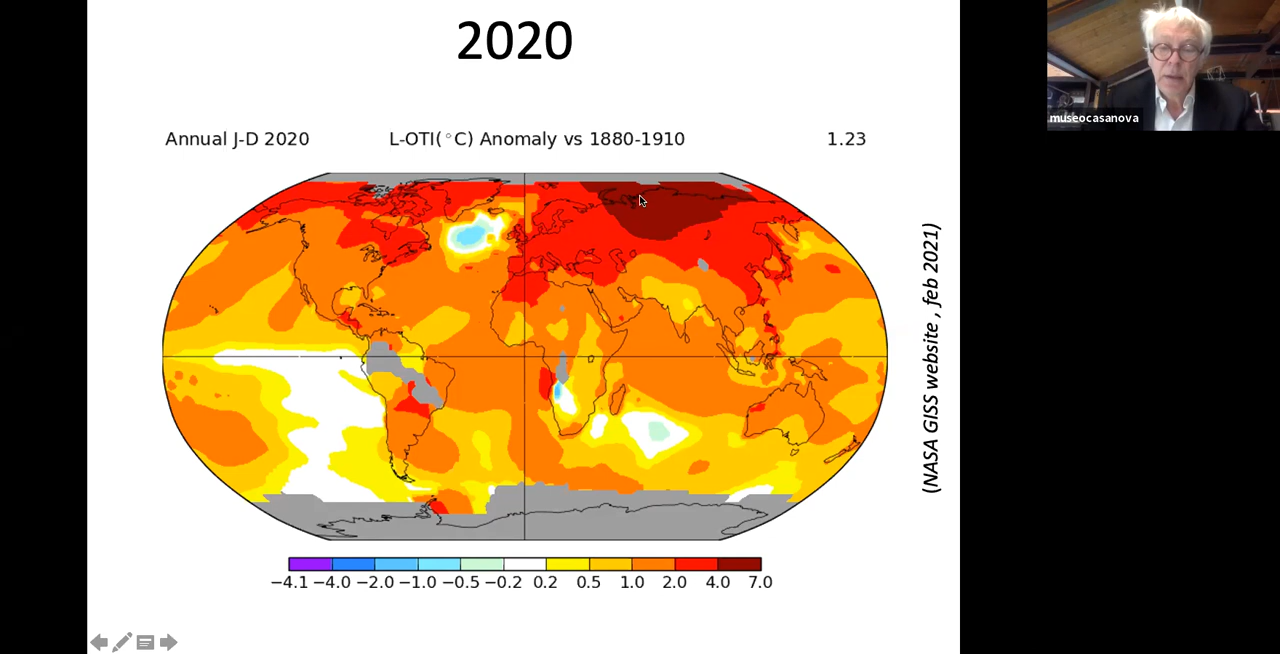 2020
museocasanova
Annual J-D 2020 L-OTI(°C) Anomaly vs 1880-1910 1.23
(NASA GISS website , feb 2021)
−4.1 −4.0 −2.0 −1.0 −0.5 −0.2 0.2 0.5 1.0 2.0 4.0 7.0